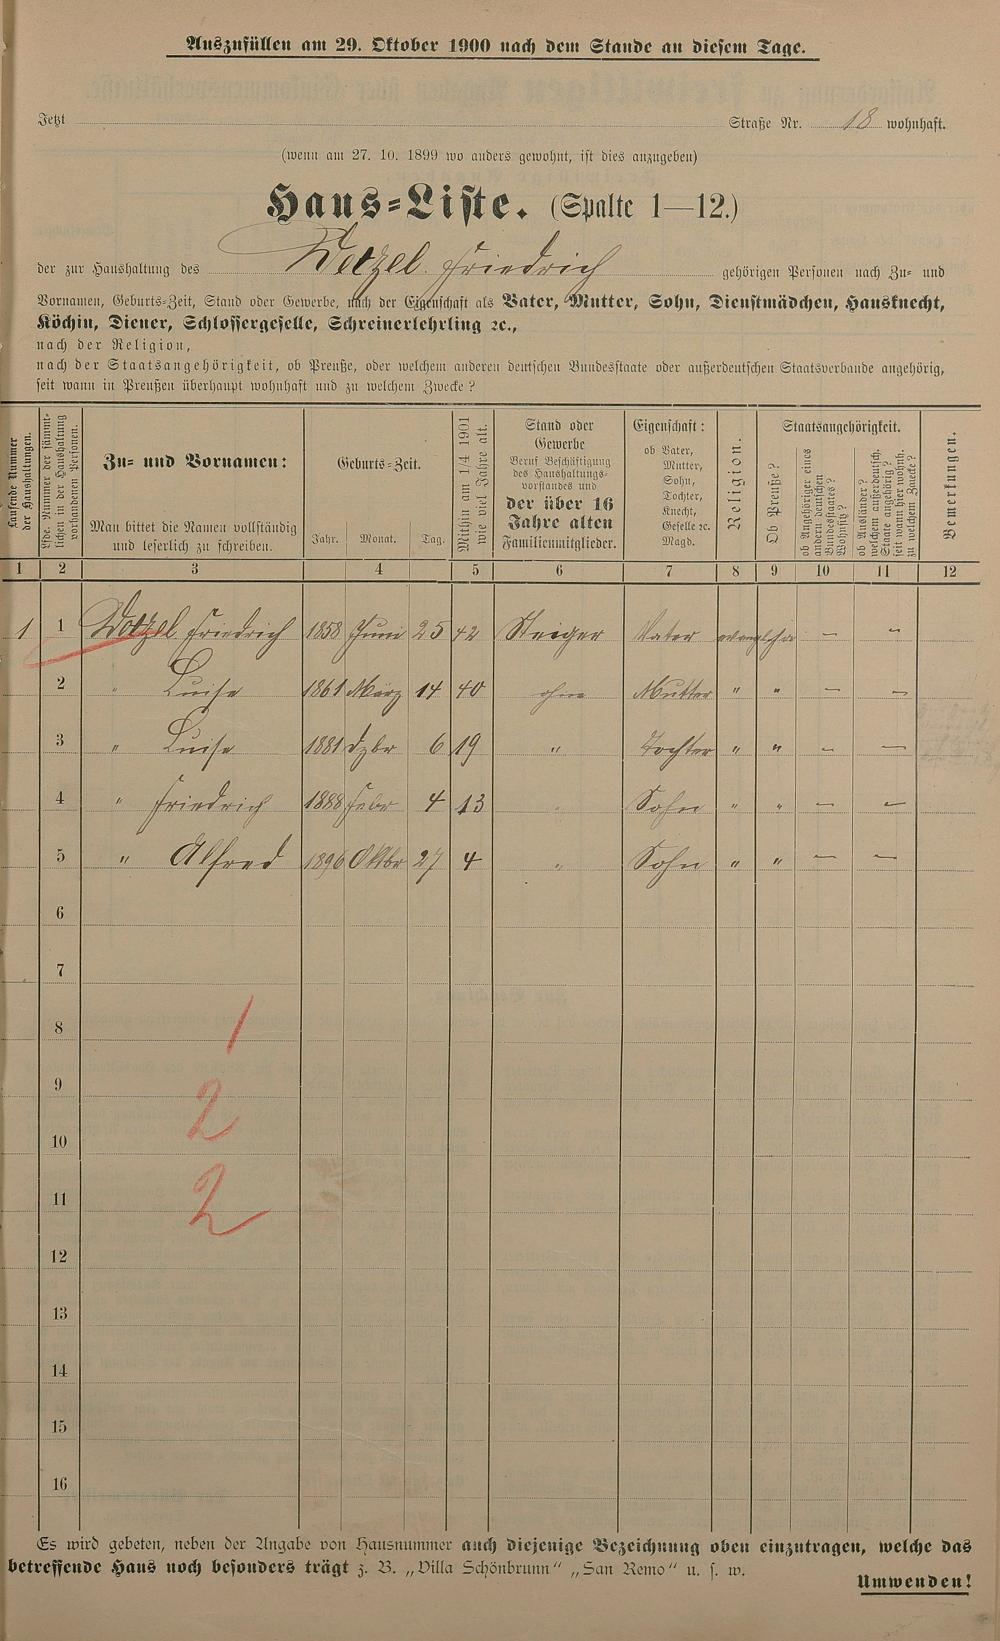 Auszufüllen am 29. Oktober 1900 nach dem Stande an diesem Tage.
Jetzt Straße Nr. 18 wohnhaft.
(wenn am 27. 10. 1899 wo anders gewohnt, ist dies anzugeben)
Haus-Liste. (Spalte 1—12.)
der zur Haushaltung des Wetzel Friedrich gehörigen Personen nach Zu- und
Vornamen, Geburts-Zeit, Stand oder Gewerbe, nach der Eigenschaft als Vater, Mutter, Sohn, Dienstmädchen, Hausknecht,
Köchin, Diener, Schlossergeselle, Schreinerlehrling ꝛc.,
nach der Religion,
nach der Staatsangehörigkeit, ob Preuße, oder welchem anderen deutschen Bundesstaate oder außerdeutschen Staatsverbande angehörig,
seit wann in Preußen überhaupt wohnhaft und zu welchem Zwecke?
Laufende Nummer
der Haushaltungen.
Lfde. Nummer der sämmt-
lichen in der Haushaltung
vorhandenen Personen.
Zu- und Vornamen:
Man bittet die Namen vollständig
und leserlich zu schreiben.
Geburts-Zeit.
Jahr. Monat. Tag.
Mithin am 1/4 1901
wie viel Jahre alt.
Stand oder
Gewerbe
Beruf Beschäftigung
des Haushaltungs-
vorstandes und
der über 16
Jahre alten
Familienmitglieder.
Eigenschaft:
ob Vater,
Mutter,
Sohn,
Tochter,
Knecht,
Geselle ꝛc.
Magd.
Religion.
Staatsangehörigkeit.
Ob Preuße?
ob Angehöriger eines
andern deutschen
Bundesstaates?
Wohnsitz?
ob Ausländer?
welchem außerdeutsch.
Staate angehörig?
seit wann hier wohnh.
zu welchem Zwecke?
Bemerkungen.
1 2 3 4 5 6 7 8 9 10 11 12
1 1 Wetzel Friedrich 1858 Juni 25 42 Steiger Vater — "
2 " Luise 1861 März 14 40 ohne Mutter " " — —
3 " Luise 1881 Dzbr 6 19 " Tochter " " — —
4 " Friedrich 1888 Febr 4 13 " Sohn " " — —
5 " Alfred 1896 Oktbr 27 4 " Sohn " " — —
6
7
8 1
9
10 2
11 2
12
13
14
15
16
Es wird gebeten, neben der Angabe von Hausnummer auch diejenige Bezeichnung oben einzutragen, welche das
betreffende Haus noch besonders trägt z. B. „Villa Schönbrunn" „San Remo" u. s. w.
Umwenden!